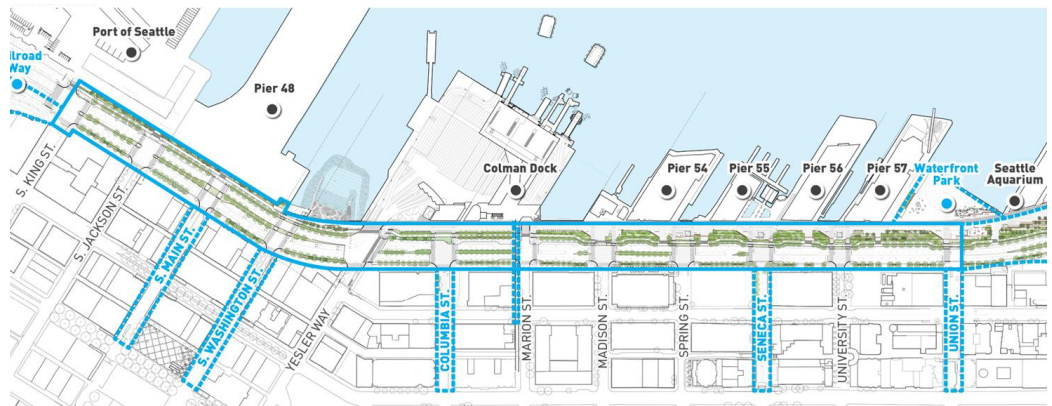 Port of Seattle
ilroad
Way
Pier 48
Colman Dock
Pier 54
Pier 55
Pier 56
Pier 57
Waterfront
Park
Seattle
Aquarium
S. KING ST.
S. JACKSON ST.
S. MAIN ST.
S. WASHINGTON ST.
YESLER WAY
COLUMBIA ST.
MARION ST.
MADISON ST.
SPRING ST.
SENECA ST.
UNIVERSITY ST.
UNION ST.